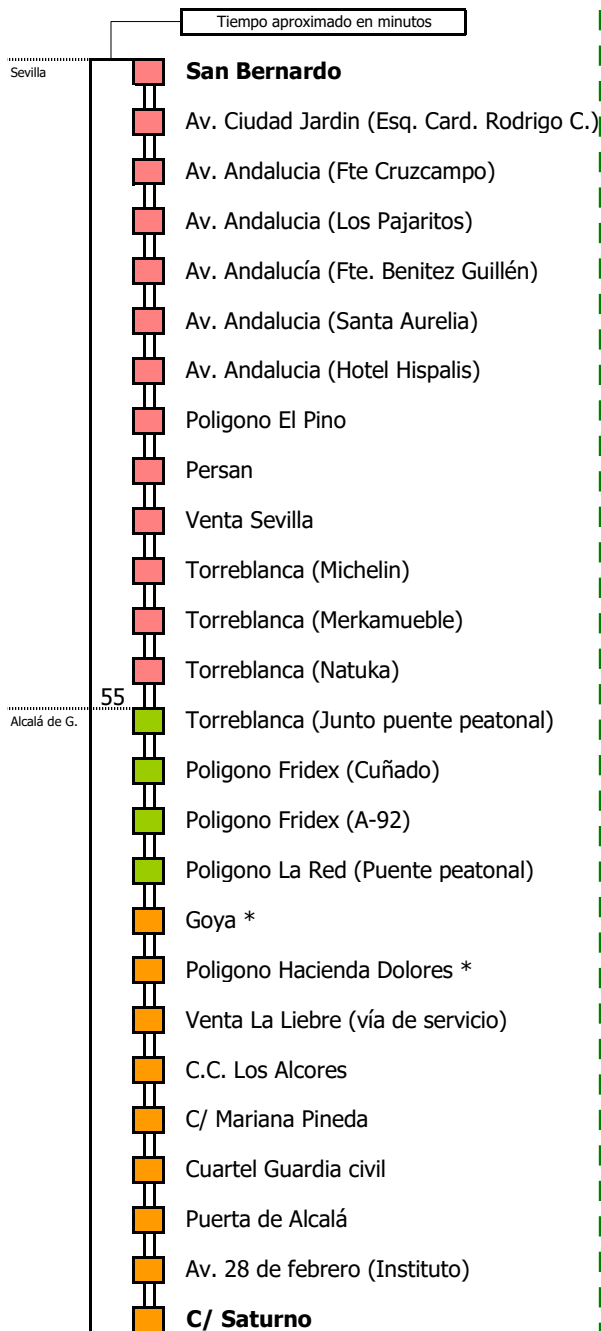 Tiempo aproximado en minutos
Sevilla
San Bernardo
Av. Ciudad Jardin (Esq. Card. Rodrigo C.)
Av. Andalucia (Fte Cruzcampo)
Av. Andalucia (Los Pajaritos)
Av. Andalucía (Fte. Benitez Guillén)
Av. Andalucia (Santa Aurelia)
Av. Andalucia (Hotel Hispalis)
Poligono El Pino
Persan
Venta Sevilla
Torreblanca (Michelin)
Torreblanca (Merkamueble)
Torreblanca (Natuka)
55
Alcalá de G.
Torreblanca (Junto puente peatonal)
Poligono Fridex (Cuñado)
Poligono Fridex (A-92)
Poligono La Red (Puente peatonal)
Goya *
Poligono Hacienda Dolores *
Venta La Liebre (vía de servicio)
C.C. Los Alcores
C/ Mariana Pineda
Cuartel Guardia civil
Puerta de Alcalá
Av. 28 de febrero (Instituto)
C/ Saturno